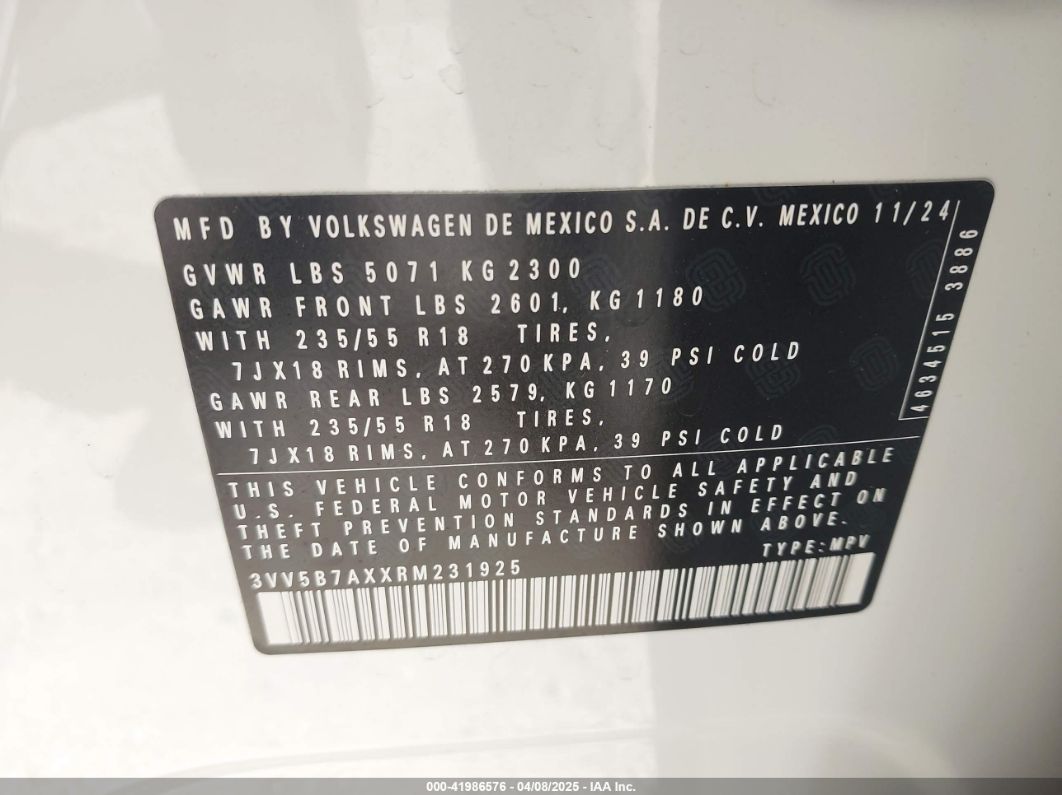 MFD BY VOLKSWAGEN DE MEXICO S.A. DE C.V. MEXICO 11/24
GVWR LBS 5071 KG 2300
GAWR FRONT LBS 2601, KG 1180
WITH 235/55 R18 TIRES,
7JX18 RIMS, AT 270 KPA, 39 PSI COLD
GAWR REAR LBS 2579, KG 1170
WITH 235/55 R18 TIRES,
7JX18 RIMS, AT 270 KPA, 39 PSI COLD
4634515 3886
THIS VEHICLE CONFORMS TO ALL APPLICABLE
U.S. FEDERAL MOTOR VEHICLE SAFETY AND
THEFT PREVENTION STANDARDS IN EFFECT ON
THE DATE OF MANUFACTURE SHOWN ABOVE.
TYPE:MPV
3VV5B7AXXRM231925
000-41986576 - 04/08/2025 - IAA Inc.